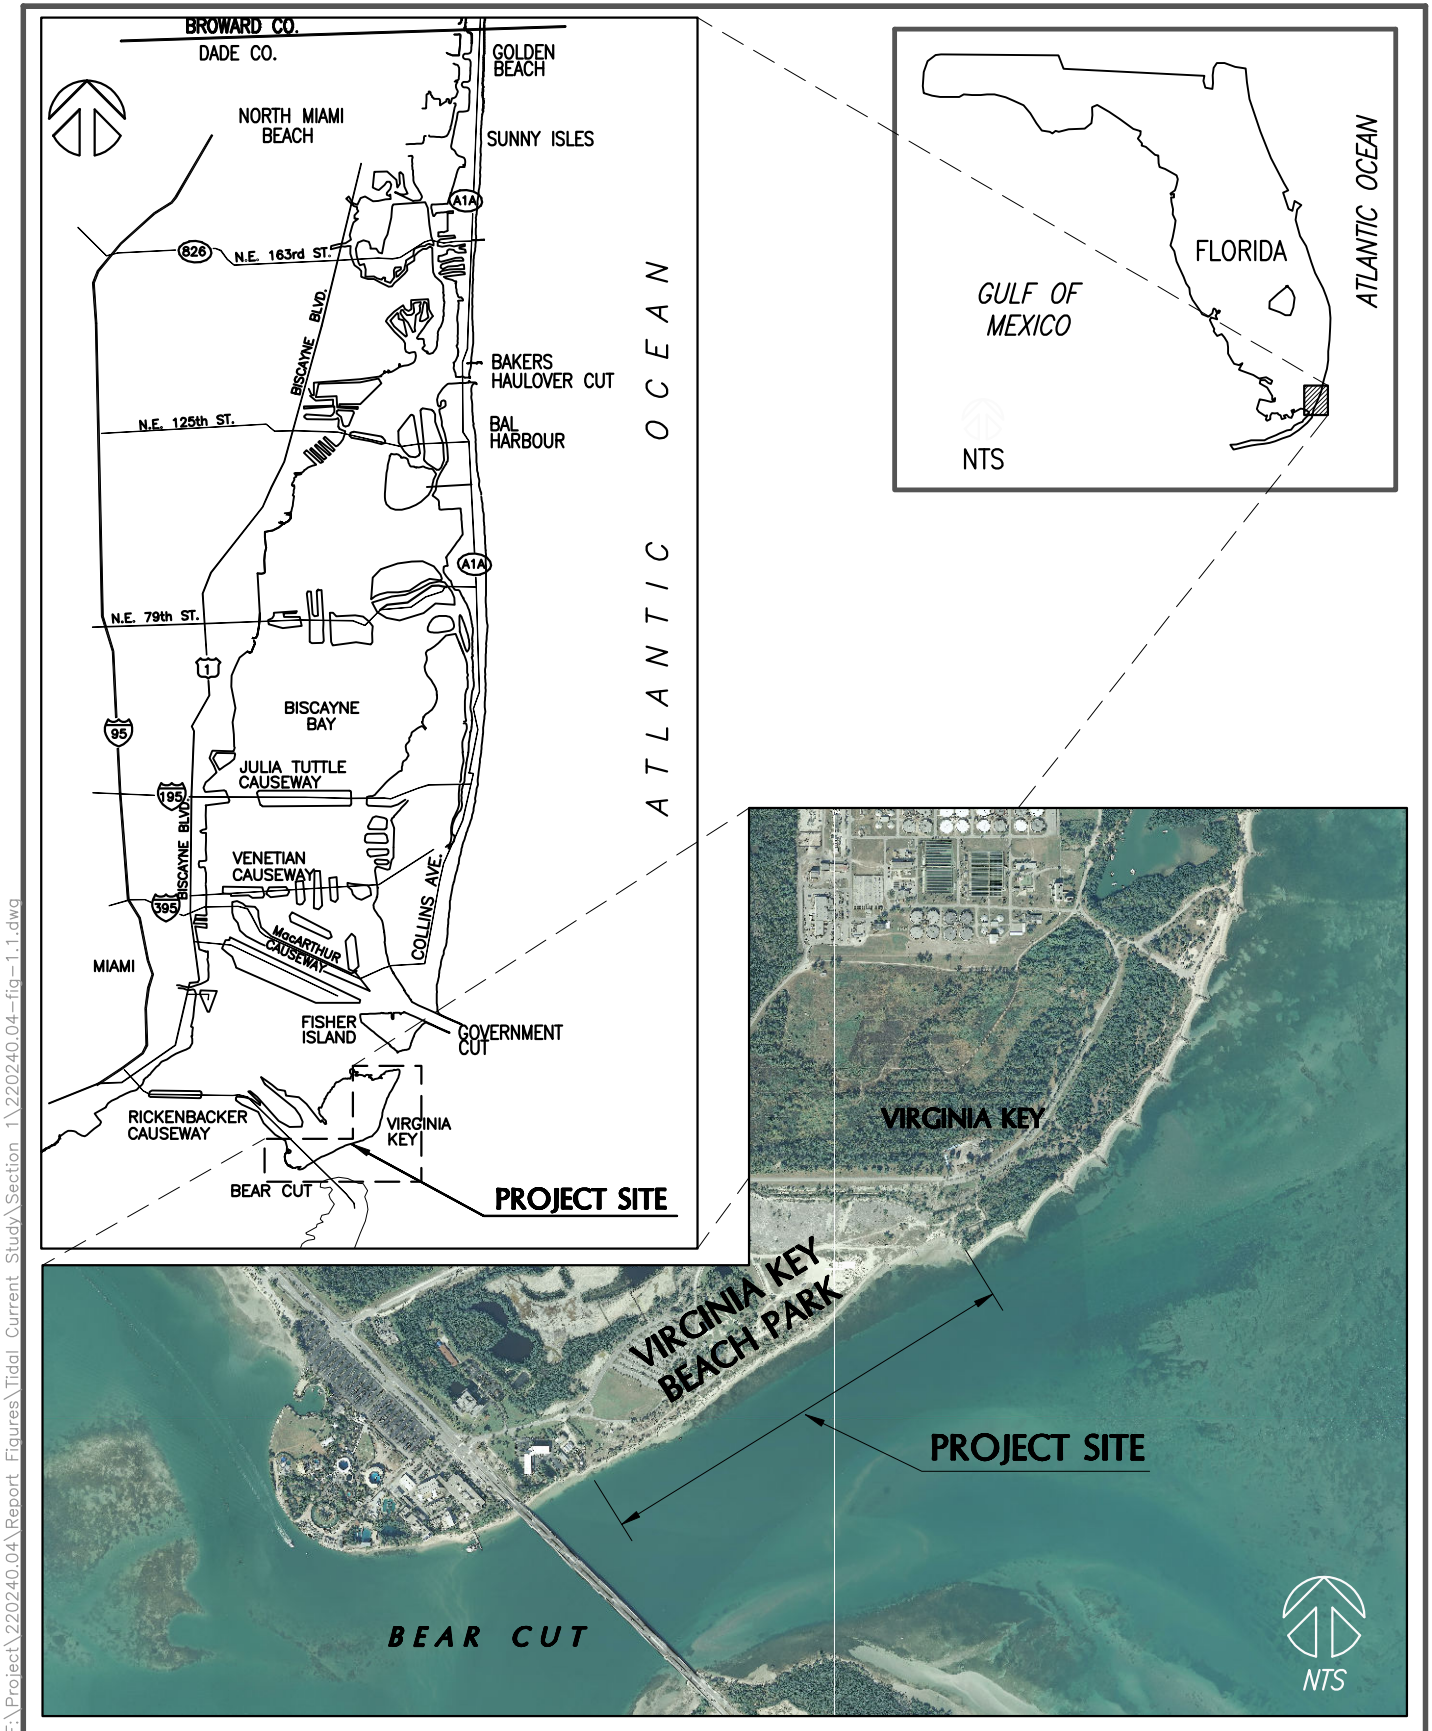 BROWARD CO.
DADE CO.
GOLDEN
BEACH
NORTH MIAMI
BEACH
SUNNY ISLES
A1A
826
N.E. 163rd ST.
BISCAYNE BLVD.
BAKERS
HAULOVER CUT
N.E. 125th ST.
BAL
HARBOUR
ATLANTIC OCEAN
A1A
N.E. 79th ST.
1
95
BISCAYNE
BAY
JULIA TUTTLE
CAUSEWAY
195
BISCAYNE BLVD.
VENETIAN
CAUSEWAY
395
COLLINS AVE.
MacARTHUR
CAUSEWAY
MIAMI
FISHER
ISLAND
GOVERNMENT
CUT
RICKENBACKER
CAUSEWAY
VIRGINIA
KEY
BEAR CUT
PROJECT SITE
FLORIDA
ATLANTIC OCEAN
GULF OF
MEXICO
NTS
VIRGINIA KEY
VIRGINIA KEY
BEACH PARK
PROJECT SITE
BEAR CUT
NTS
F:\Project\220240.04\Report Figures\Tidal Current Study\Section 1\220240.04-fig-1.1.dwg